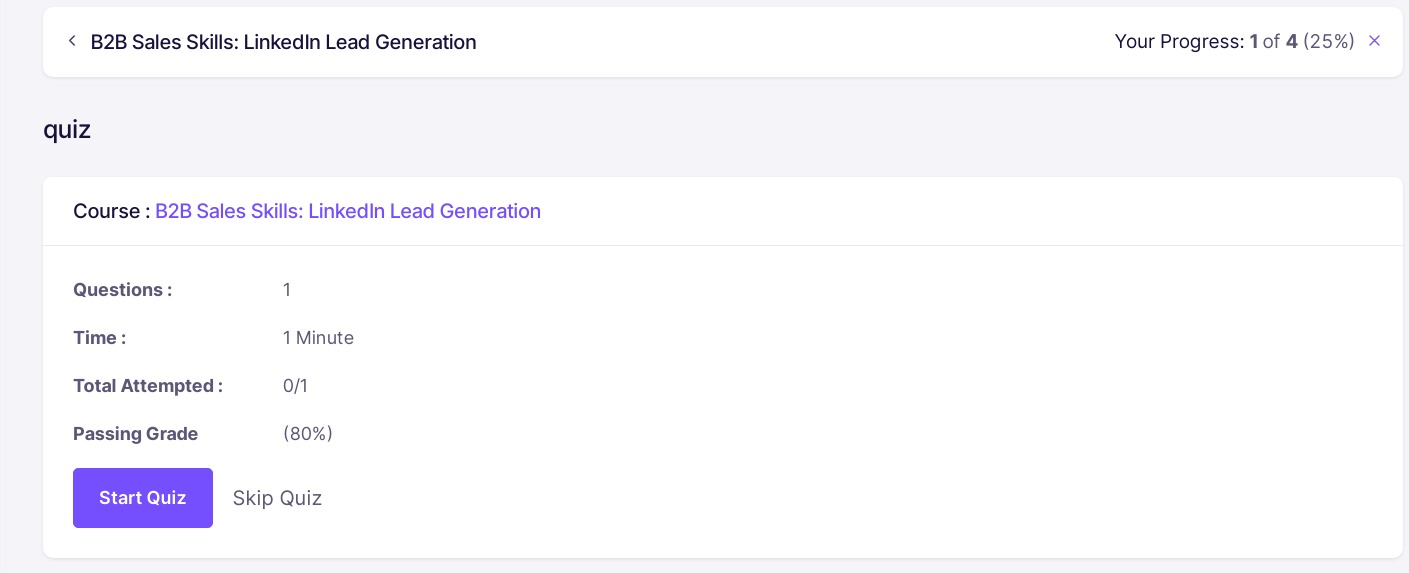 B2B Sales Skills: LinkedIn Lead Generation
Your Progress: 1 of 4 (25%)
quiz
Course : B2B Sales Skills: LinkedIn Lead Generation
Questions : 1
Time : 1 Minute
Total Attempted : 0/1
Passing Grade (80%)
Start Quiz Skip Quiz